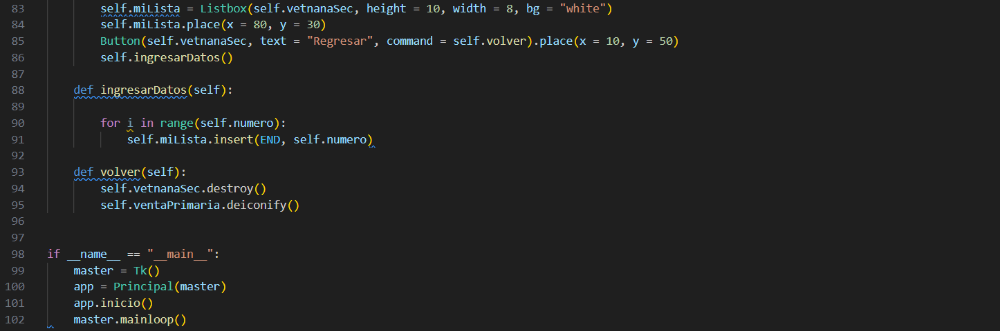 83 self.miLista = Listbox(self.vetnanaSec, height = 10, width = 8, bg = "white")
84 self.miLista.place(x = 80, y = 30)
85 Button(self.vetnanaSec, text = "Regresar", command = self.volver).place(x = 10, y = 50)
86 self.ingresarDatos()
87
88 def ingresarDatos(self):
89
90 for i in range(self.numero):
91 self.miLista.insert(END, self.numero)
92
93 def volver(self):
94 self.vetnanaSec.destroy()
95 self.ventaPrimaria.deiconify()
96
97
98 if __name__ == "__main__":
99 master = Tk()
100 app = Principal(master)
101 app.inicio()
102 master.mainloop()